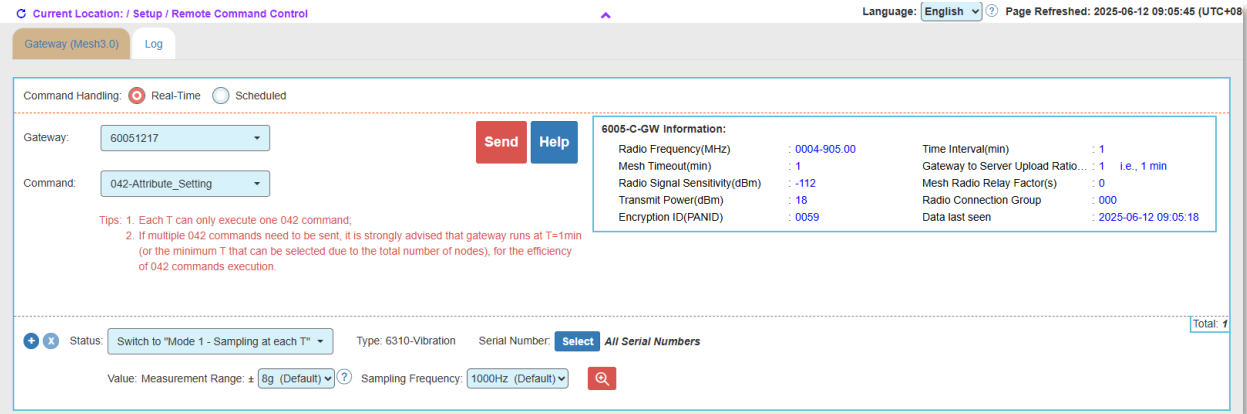 Current Location: / Setup / Remote Command Control
Language: English ? Page Refreshed: 2025-06-12 09:05:45 (UTC+08
Gateway (Mesh3.0) Log
Command Handling: Real-Time Scheduled
Gateway: 60051217
Send Help
Command: 042-Attribute_Setting
Tips: 1. Each T can only execute one 042 command;
2. If multiple 042 commands need to be sent, it is strongly advised that gateway runs at T=1min
(or the minimum T that can be selected due to the total number of nodes), for the efficiency
of 042 commands execution.
6005-C-GW Information:
Radio Frequency(MHz) : 0004-905.00 Time Interval(min) : 1
Mesh Timeout(min) : 1 Gateway to Server Upload Ratio... : 1 i.e., 1 min
Radio Signal Sensitivity(dBm) : -112 Mesh Radio Relay Factor(s) : 0
Transmit Power(dBm) : 18 Radio Connection Group : 000
Encryption ID(PANID) : 0059 Data last seen : 2025-06-12 09:05:18
Total: 1
+ X Status: Switch to "Mode 1 - Sampling at each T" Type: 6310-Vibration Serial Number: Select All Serial Numbers
Value: Measurement Range: ± 8g (Default) ? Sampling Frequency: 1000Hz (Default)